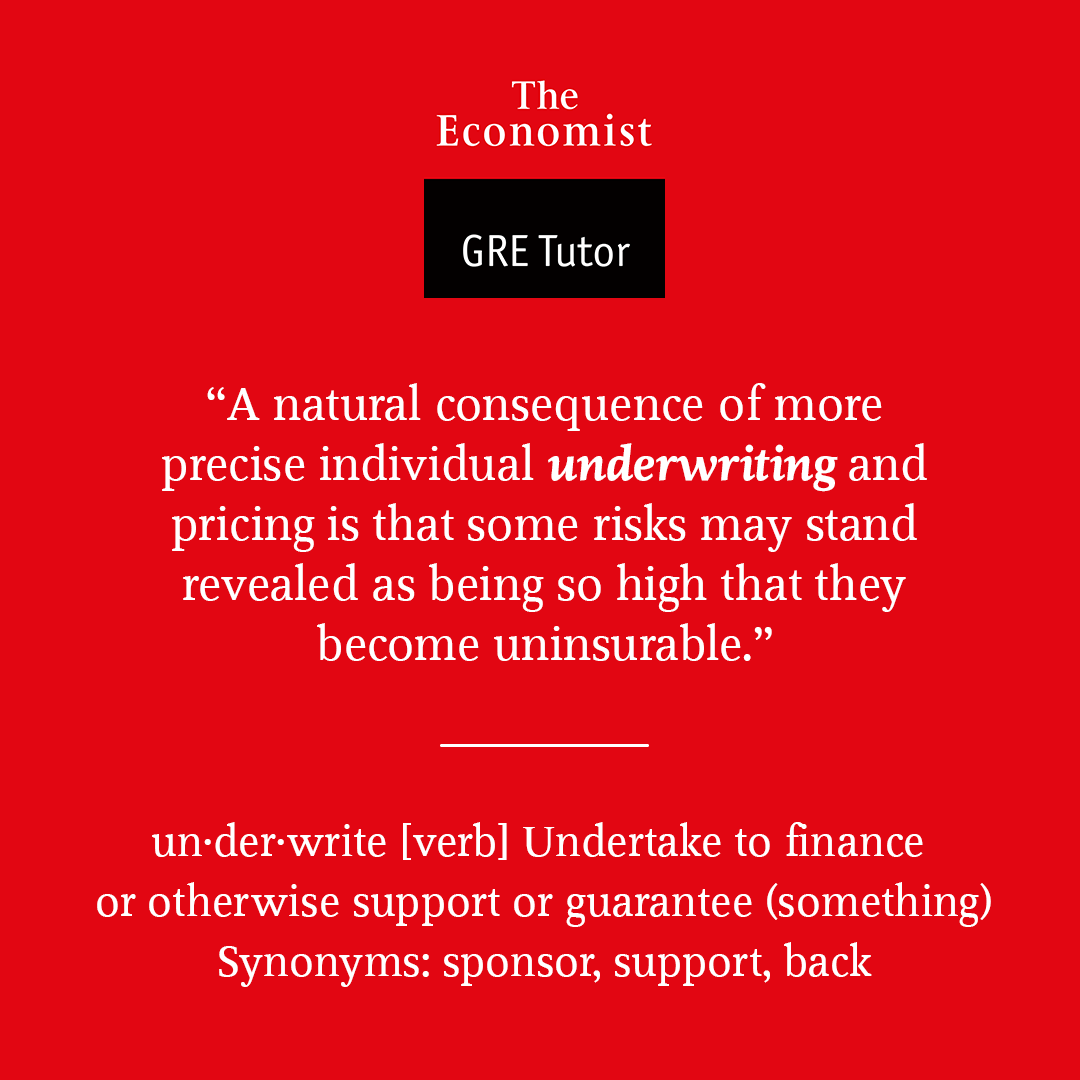 The
Economist
GRE Tutor
“A natural consequence of more
precise individual underwriting and
pricing is that some risks may stand
revealed as being so high that they
become uninsurable.”
un·der·write [verb] Undertake to finance
or otherwise support or guarantee (something)
Synonyms: sponsor, support, back